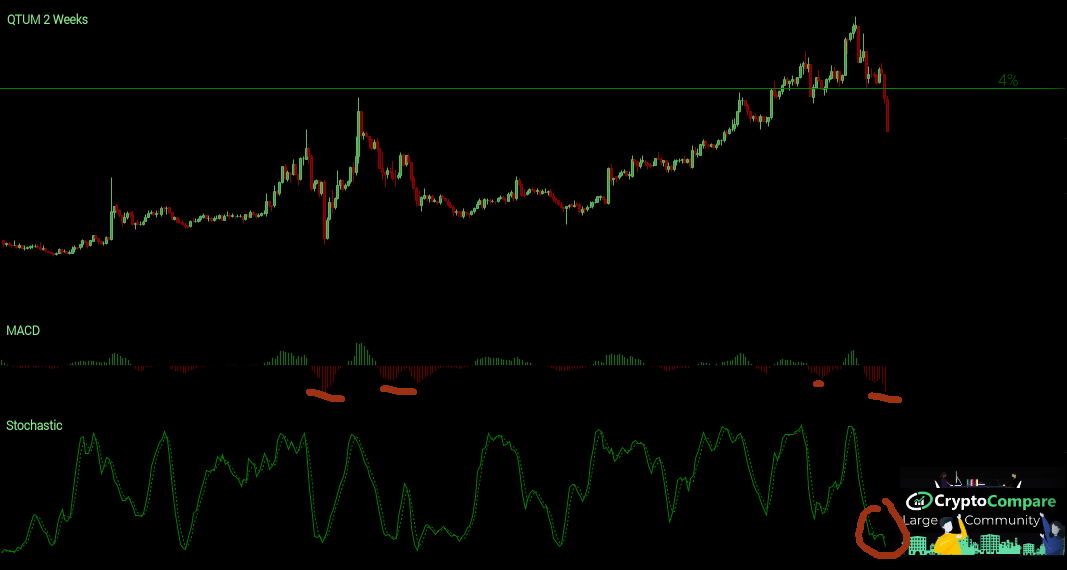 QTUM 2 Weeks
4%
MACD
Stochastic
CryptoCompare
Large Community